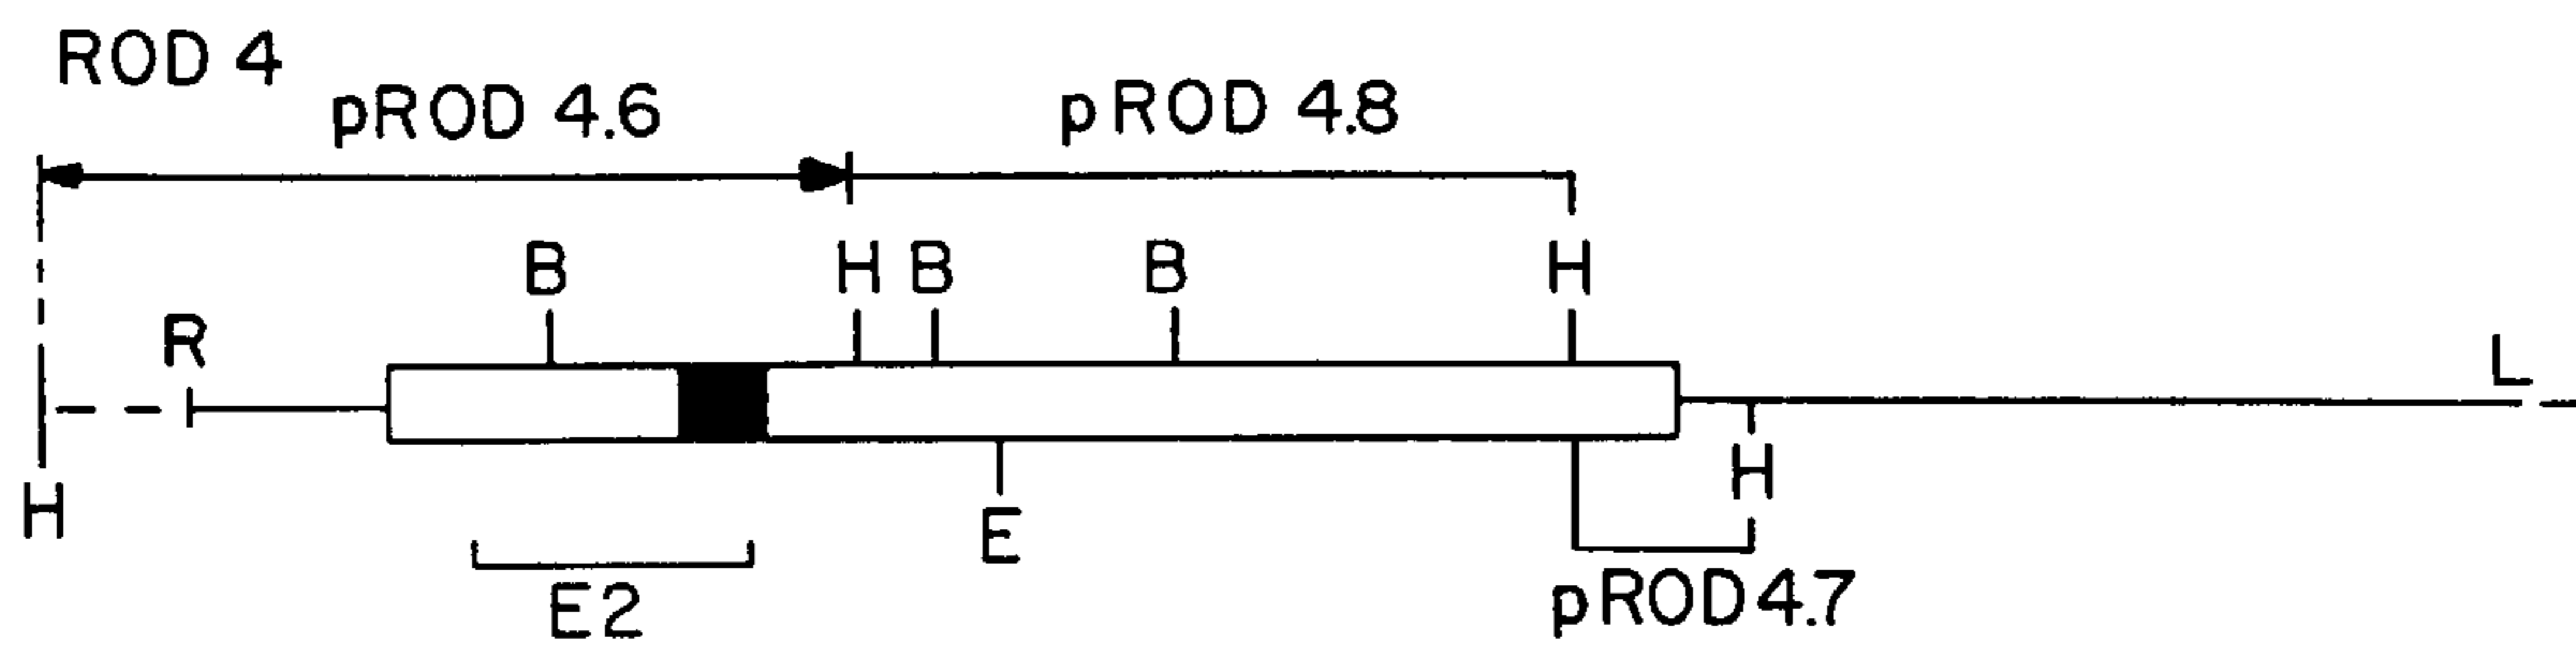 ROD 4
pROD 4.6 pROD 4.8
B H B B H
R L
H E H
E2 pROD4.7